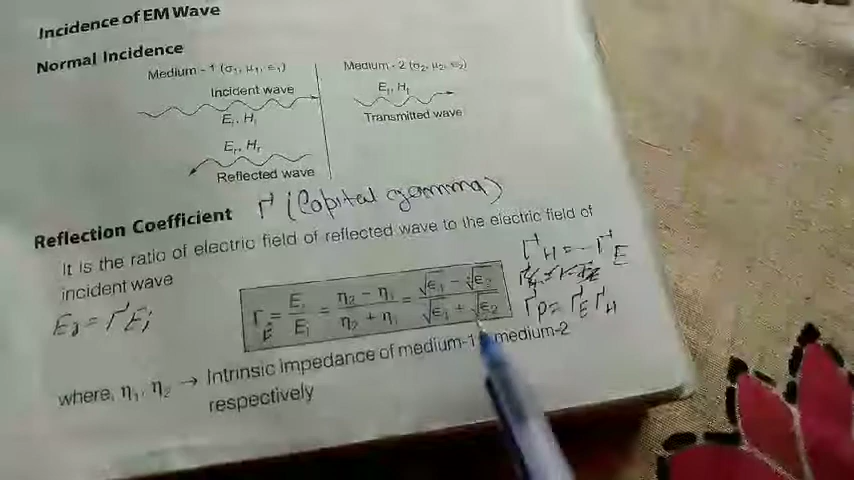 Incidence of EM Wave
Normal Incidence
Medium - 1 (σ₁, μ₁, ε₁)
Medium - 2 (σ₂, μ₂, ε₂)
Incident wave
Eᵢ, Hᵢ
Eₜ, Hₜ
Transmitted wave
Eᵣ, Hᵣ
Reflected wave
Reflection Coefficient Γ (Capital gamma)
It is the ratio of electric field of reflected wave to the electric field of
incident wave
Γ_H = -Γ_E
E_r = Γ E_i
Γ_E = Eᵣ/Eᵢ = (η₂ − η₁)/(η₂ + η₁) = (√ε₁ − √ε₂)/(√ε₁ + √ε₂)
Γ_P = Γ_E Γ_H
where, η₁, η₂ → Intrinsic impedance of medium-1, medium-2
respectively